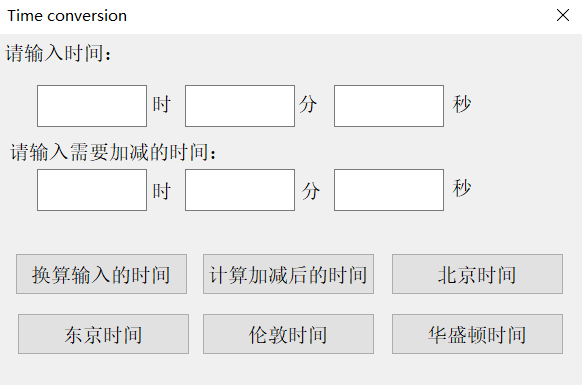 Time conversion
请输入时间：
时 分 秒
请输入需要加减的时间：
时 分 秒
换算输入的时间 计算加减后的时间 北京时间
东京时间 伦敦时间 华盛顿时间